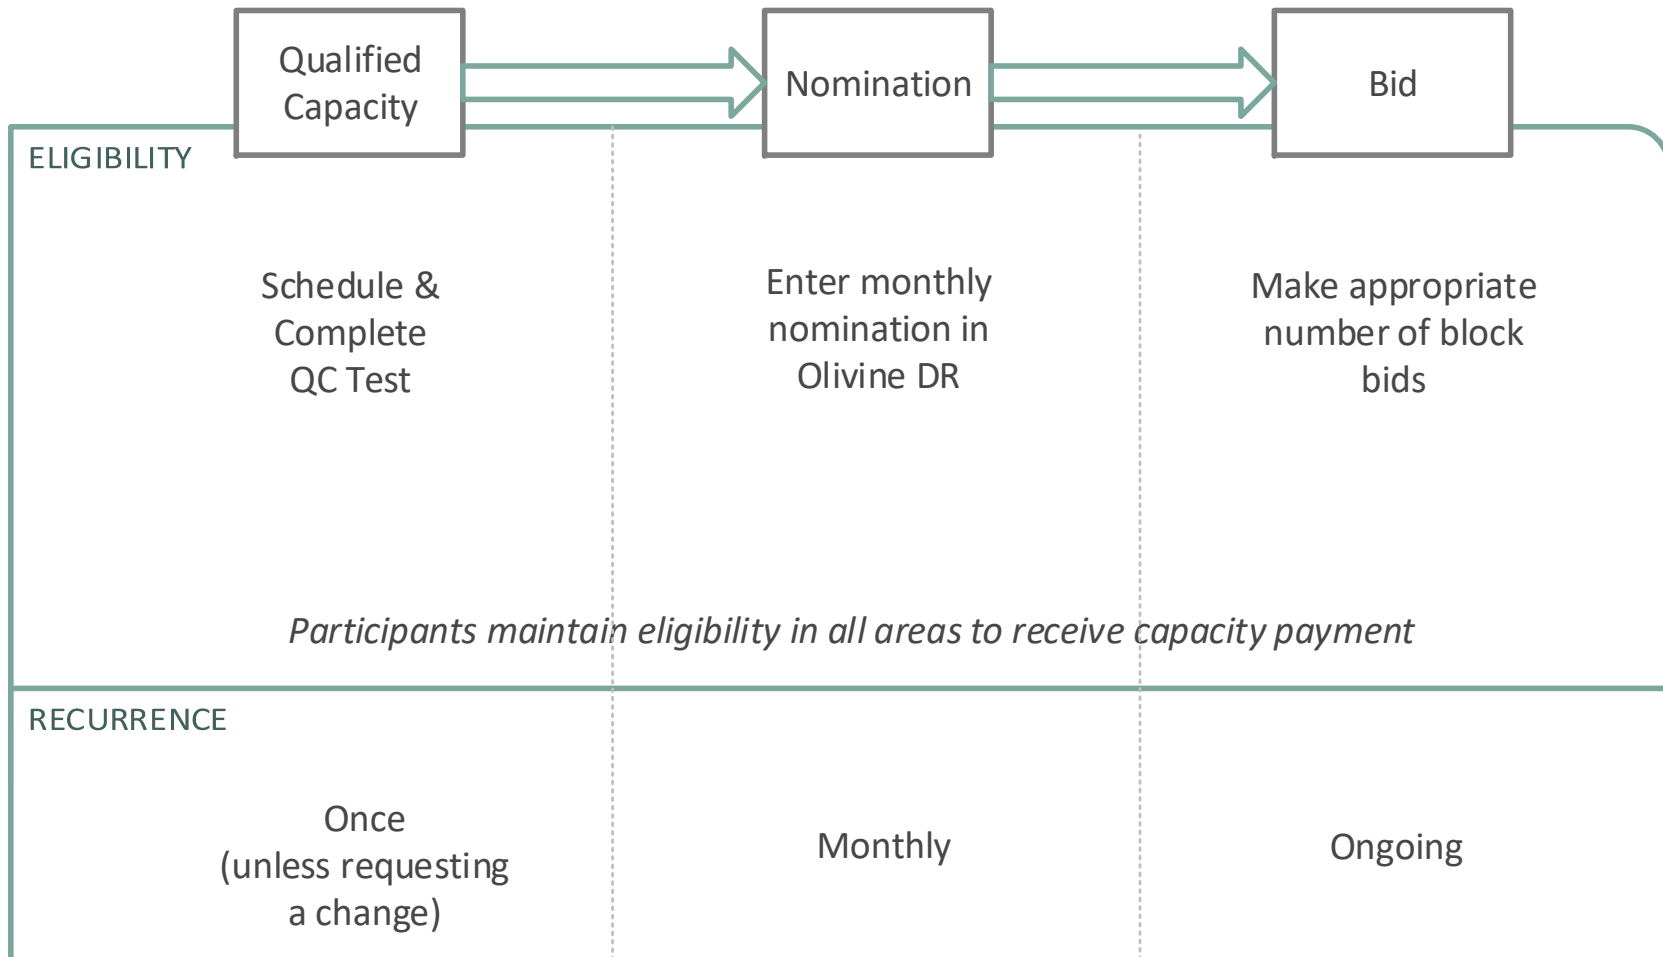 Qualified
Capacity
Nomination
Bid
ELIGIBILITY
Schedule &
Complete
QC Test
Enter monthly
nomination in
Olivine DR
Make appropriate
number of block
bids
Participants maintain eligibility in all areas to receive capacity payment
RECURRENCE
Once
(unless requesting
a change)
Monthly
Ongoing